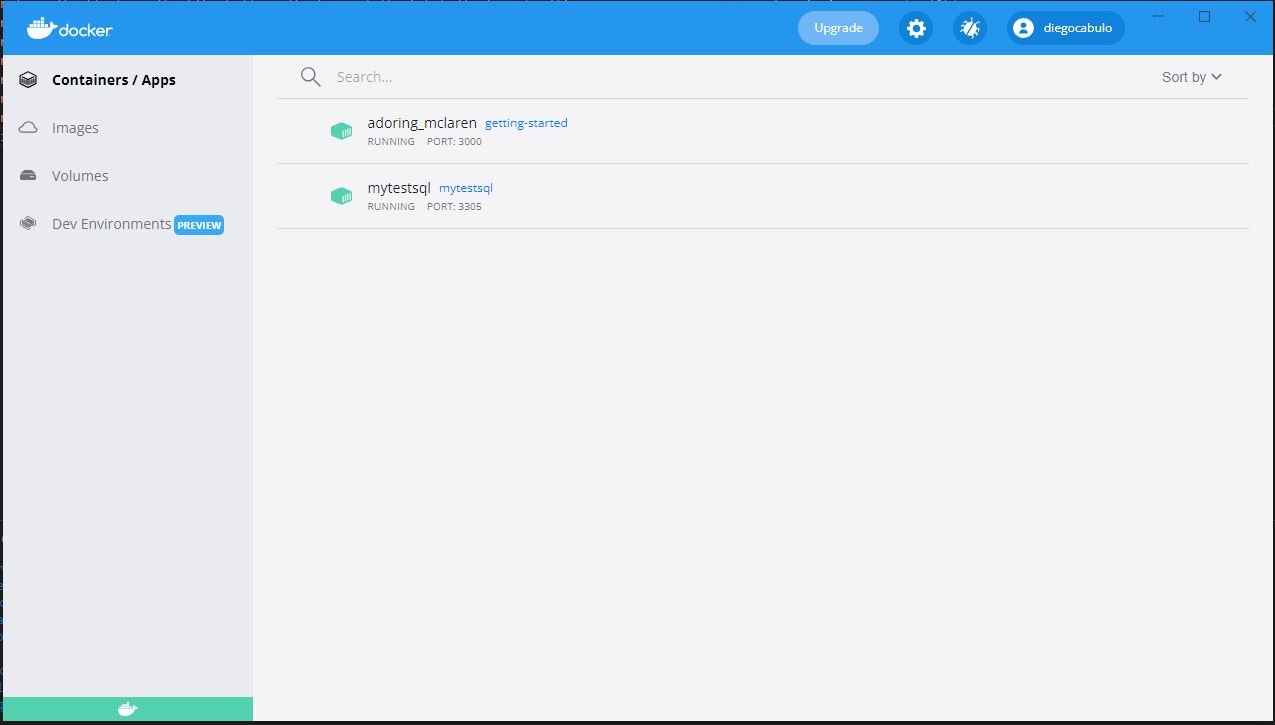 docker
Upgrade
diegocabulo
Containers / Apps
Images
Volumes
Dev Environments PREVIEW
Search...
Sort by
adoring_mclaren getting-started
RUNNING PORT: 3000
mytestsql mytestsql
RUNNING PORT: 3305